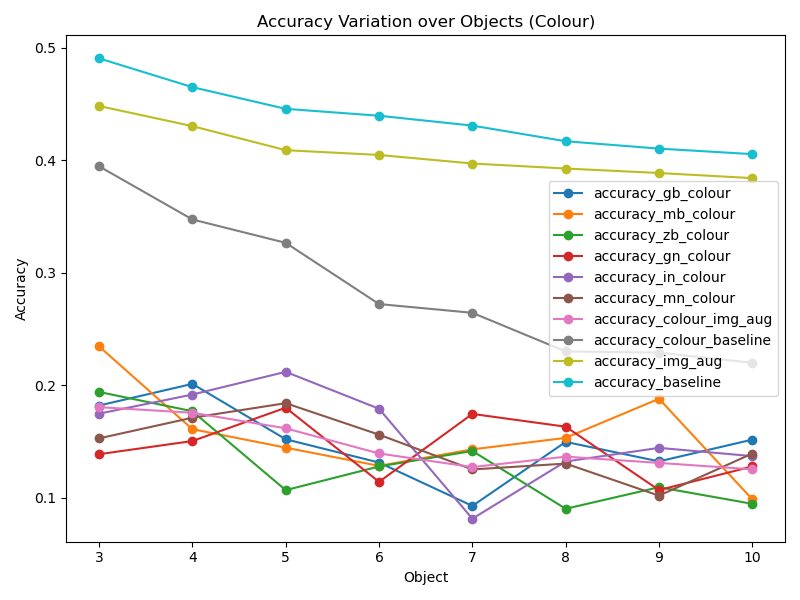 Accuracy Variation over Objects (Colour)
0.5
0.4
0.3
0.2
0.1
Accuracy
3 4 5 6 7 8 9 10
Object
accuracy_gb_colour
accuracy_mb_colour
accuracy_zb_colour
accuracy_gn_colour
accuracy_in_colour
accuracy_mn_colour
accuracy_colour_img_aug
accuracy_colour_baseline
accuracy_img_aug
accuracy_baseline